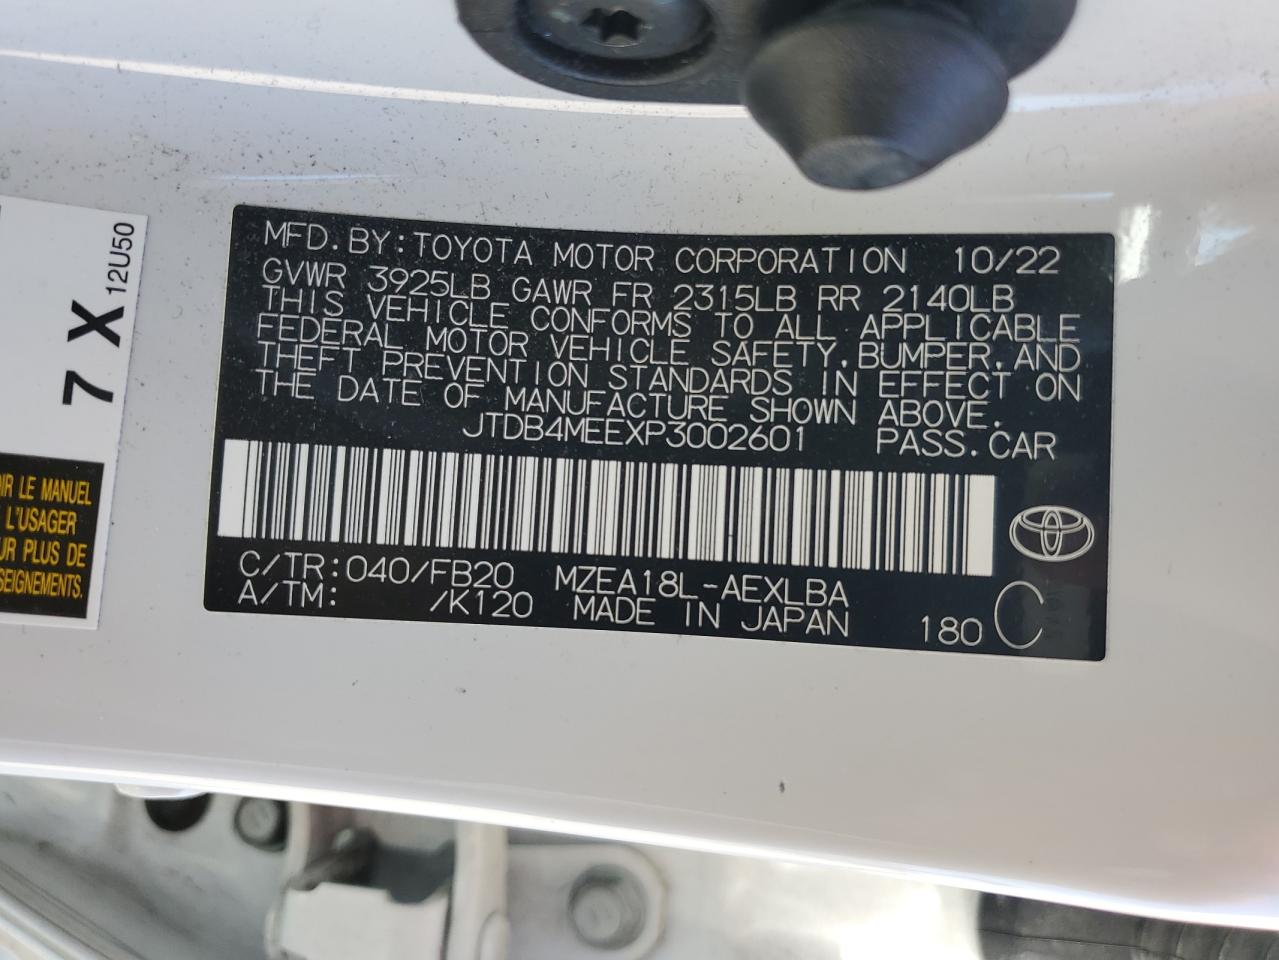 MFD.BY:TOYOTA MOTOR CORPORATION 10/22
GVWR 3925LB GAWR FR 2315LB RR 2140LB
THIS VEHICLE CONFORMS TO ALL APPLICABLE
FEDERAL MOTOR VEHICLE SAFETY,BUMPER,AND
THEFT PREVENTION STANDARDS IN EFFECT ON
THE DATE OF MANUFACTURE SHOWN ABOVE.
JTDB4MEEXP3002601 PASS.CAR
C/TR:040/FB20 MZEA18L-AEXLBA
A/TM: /K120 MADE IN JAPAN 180 C
7 X 12U50
IR LE MANUEL
L'USAGER
UR PLUS DE
SEIGNEMENTS.